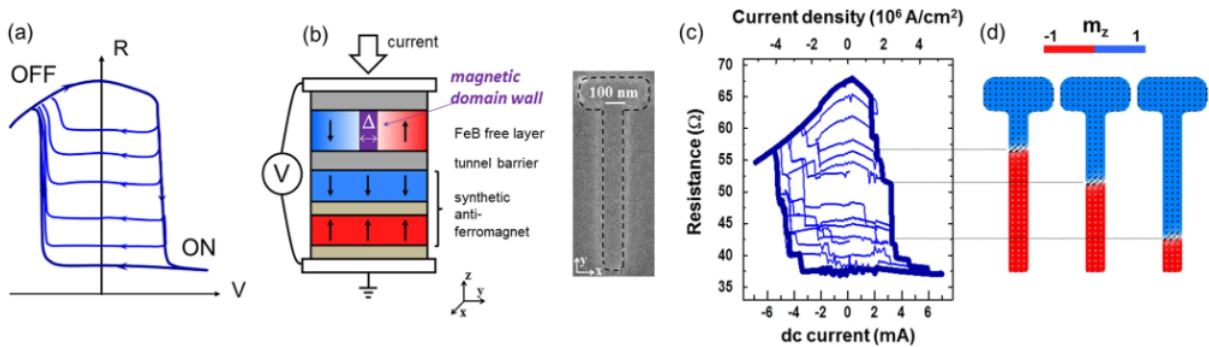 (a)
R
OFF
ON
V
(b)
current
magnetic
domain wall
Δ
FeB free layer
tunnel barrier
V
synthetic
anti-
ferromagnet
z
y
x
100 nm
y
x
(c)
Current density (10⁶ A/cm²)
-4 -2 0 2 4
Resistance (Ω)
70
65
60
55
50
45
40
35
-6 -4 -2 0 2 4 6
dc current (mA)
(d)
m_z
-1 1